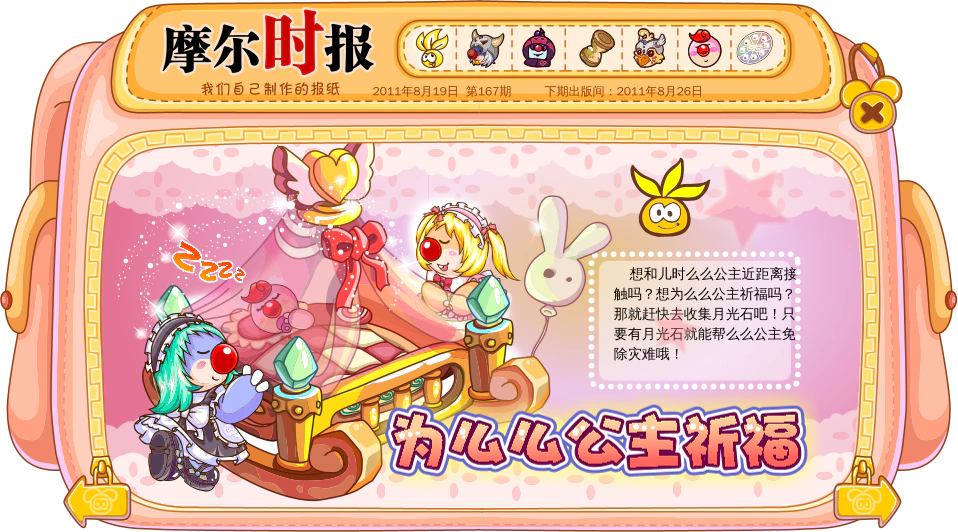 摩尔时报
我们自己制作的报纸
2011年8月19日 第167期 下期出版间：2011年8月26日
zzzz
想和儿时么么公主近距离接
触吗？想为么么公主祈福吗？
那就赶快去收集月光石吧！只
要有月光石就能帮么么公主免
除灾难哦！
为么么公主祈福